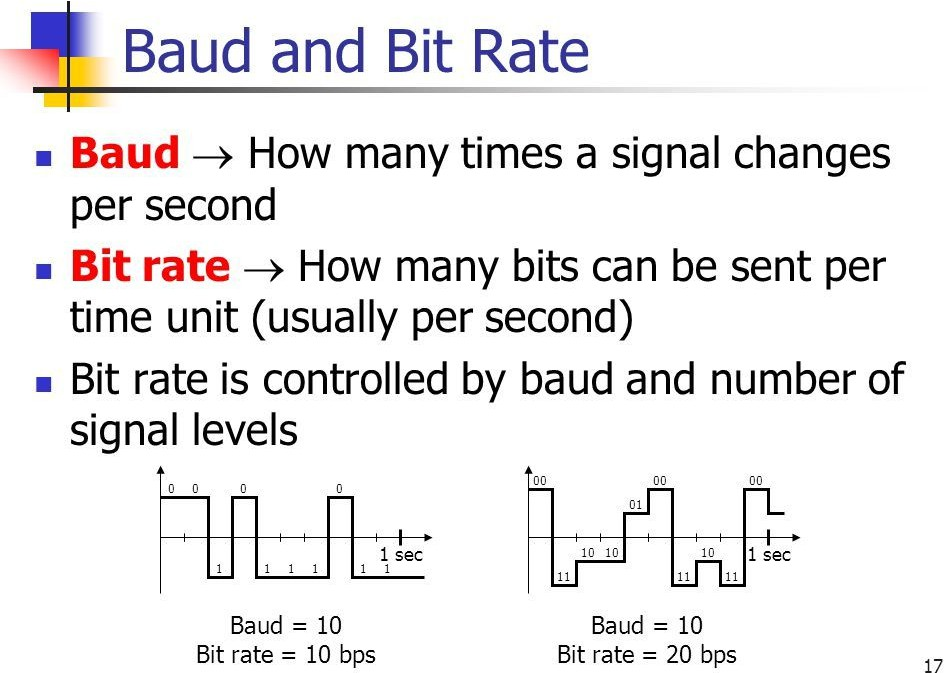 Baud and Bit Rate
Baud → How many times a signal changes
per second
Bit rate → How many bits can be sent per
time unit (usually per second)
Bit rate is controlled by baud and number of
signal levels
0 0 0 0
1 sec
1 1 1 1 1 1
00 00 00
01
10 10 10 1 sec
11 11 11
Baud = 10
Bit rate = 10 bps
Baud = 10
Bit rate = 20 bps
17